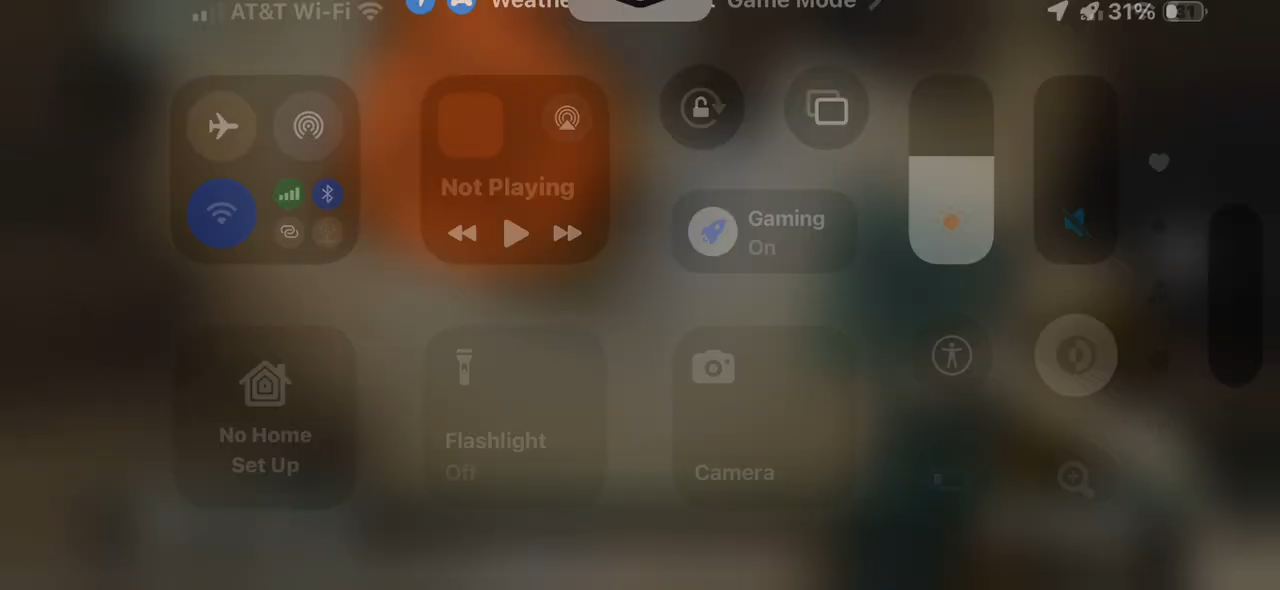 AT&T Wi-Fi
Game Mode
31%
Not Playing
Gaming
On
No Home
Set Up
Flashlight
Off
Camera